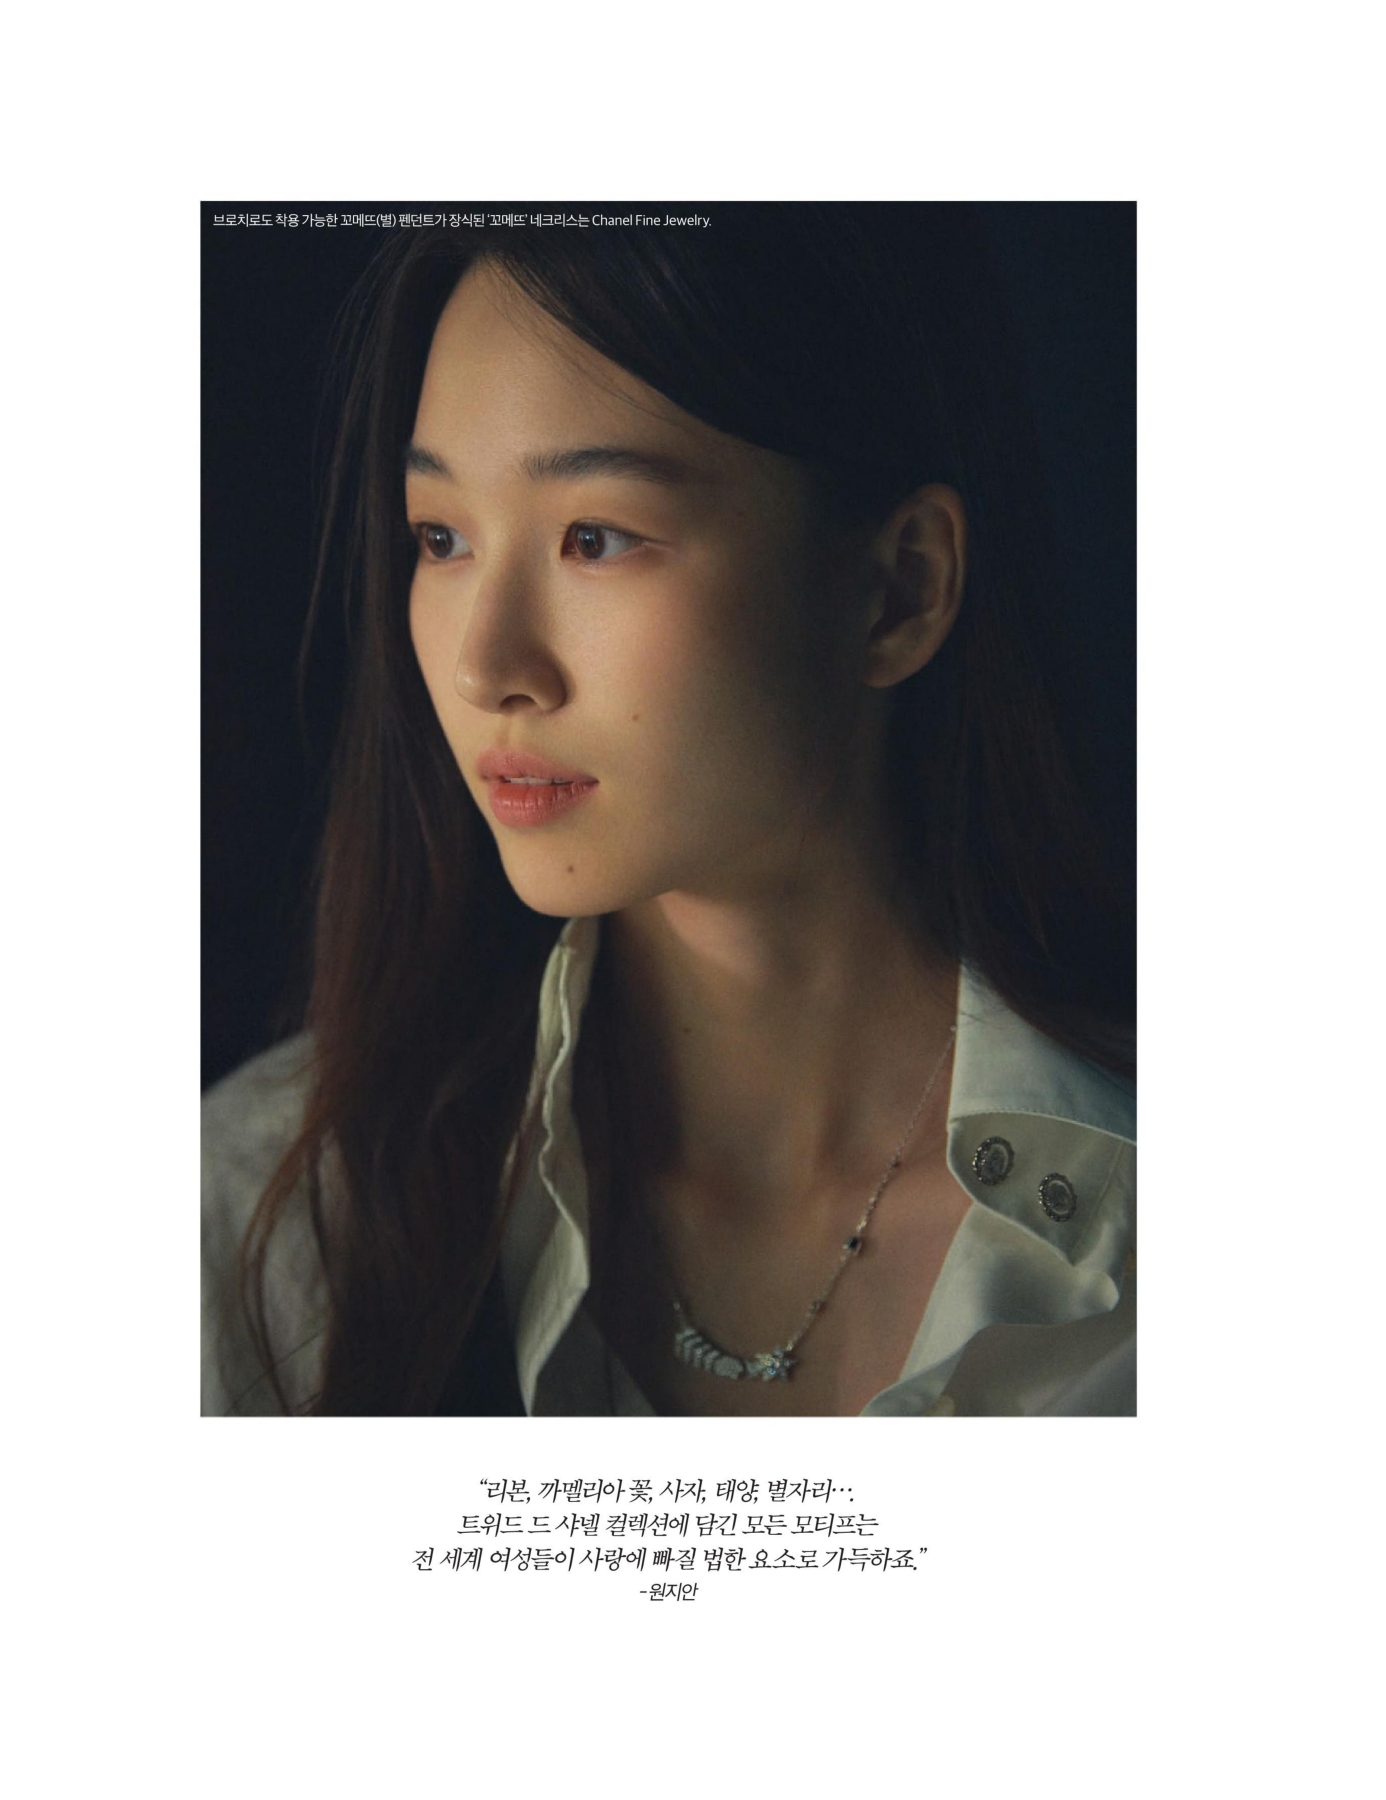 브로치로도 착용 가능한 꼬메뜨(별) 펜던트가 장식된 ‘꼬메뜨’ 네크리스는 Chanel Fine Jewelry.
“리본, 까멜리아 꽃, 사자, 태양, 별자리….
트위드 드 샤넬 컬렉션에 담긴 모든 모티프는
전 세계 여성들이 사랑에 빠질 법한 요소로 가득하죠.”
-원지안